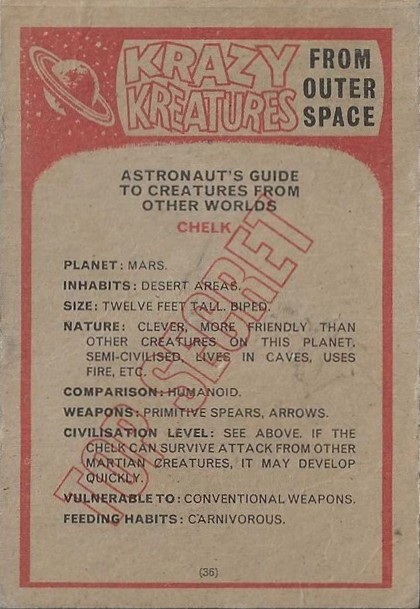 KRAZY
KREATURES
FROM
OUTER
SPACE
ASTRONAUT'S GUIDE
TO CREATURES FROM
OTHER WORLDS
CHELK
TOP SECRET
PLANET: MARS.
INHABITS: DESERT AREAS.
SIZE: TWELVE FEET TALL. BIPED.
NATURE: CLEVER, MORE FRIENDLY THAN
OTHER CREATURES ON THIS PLANET.
SEMI-CIVILISED, LIVES IN CAVES, USES
FIRE, ETC.
COMPARISON: HUMANOID.
WEAPONS: PRIMITIVE SPEARS, ARROWS.
CIVILISATION LEVEL: SEE ABOVE. IF THE
CHELK CAN SURVIVE ATTACK FROM OTHER
MARTIAN CREATURES, IT MAY DEVELOP
QUICKLY.
VULNERABLE TO: CONVENTIONAL WEAPONS.
FEEDING HABITS: CARNIVOROUS.
(36)